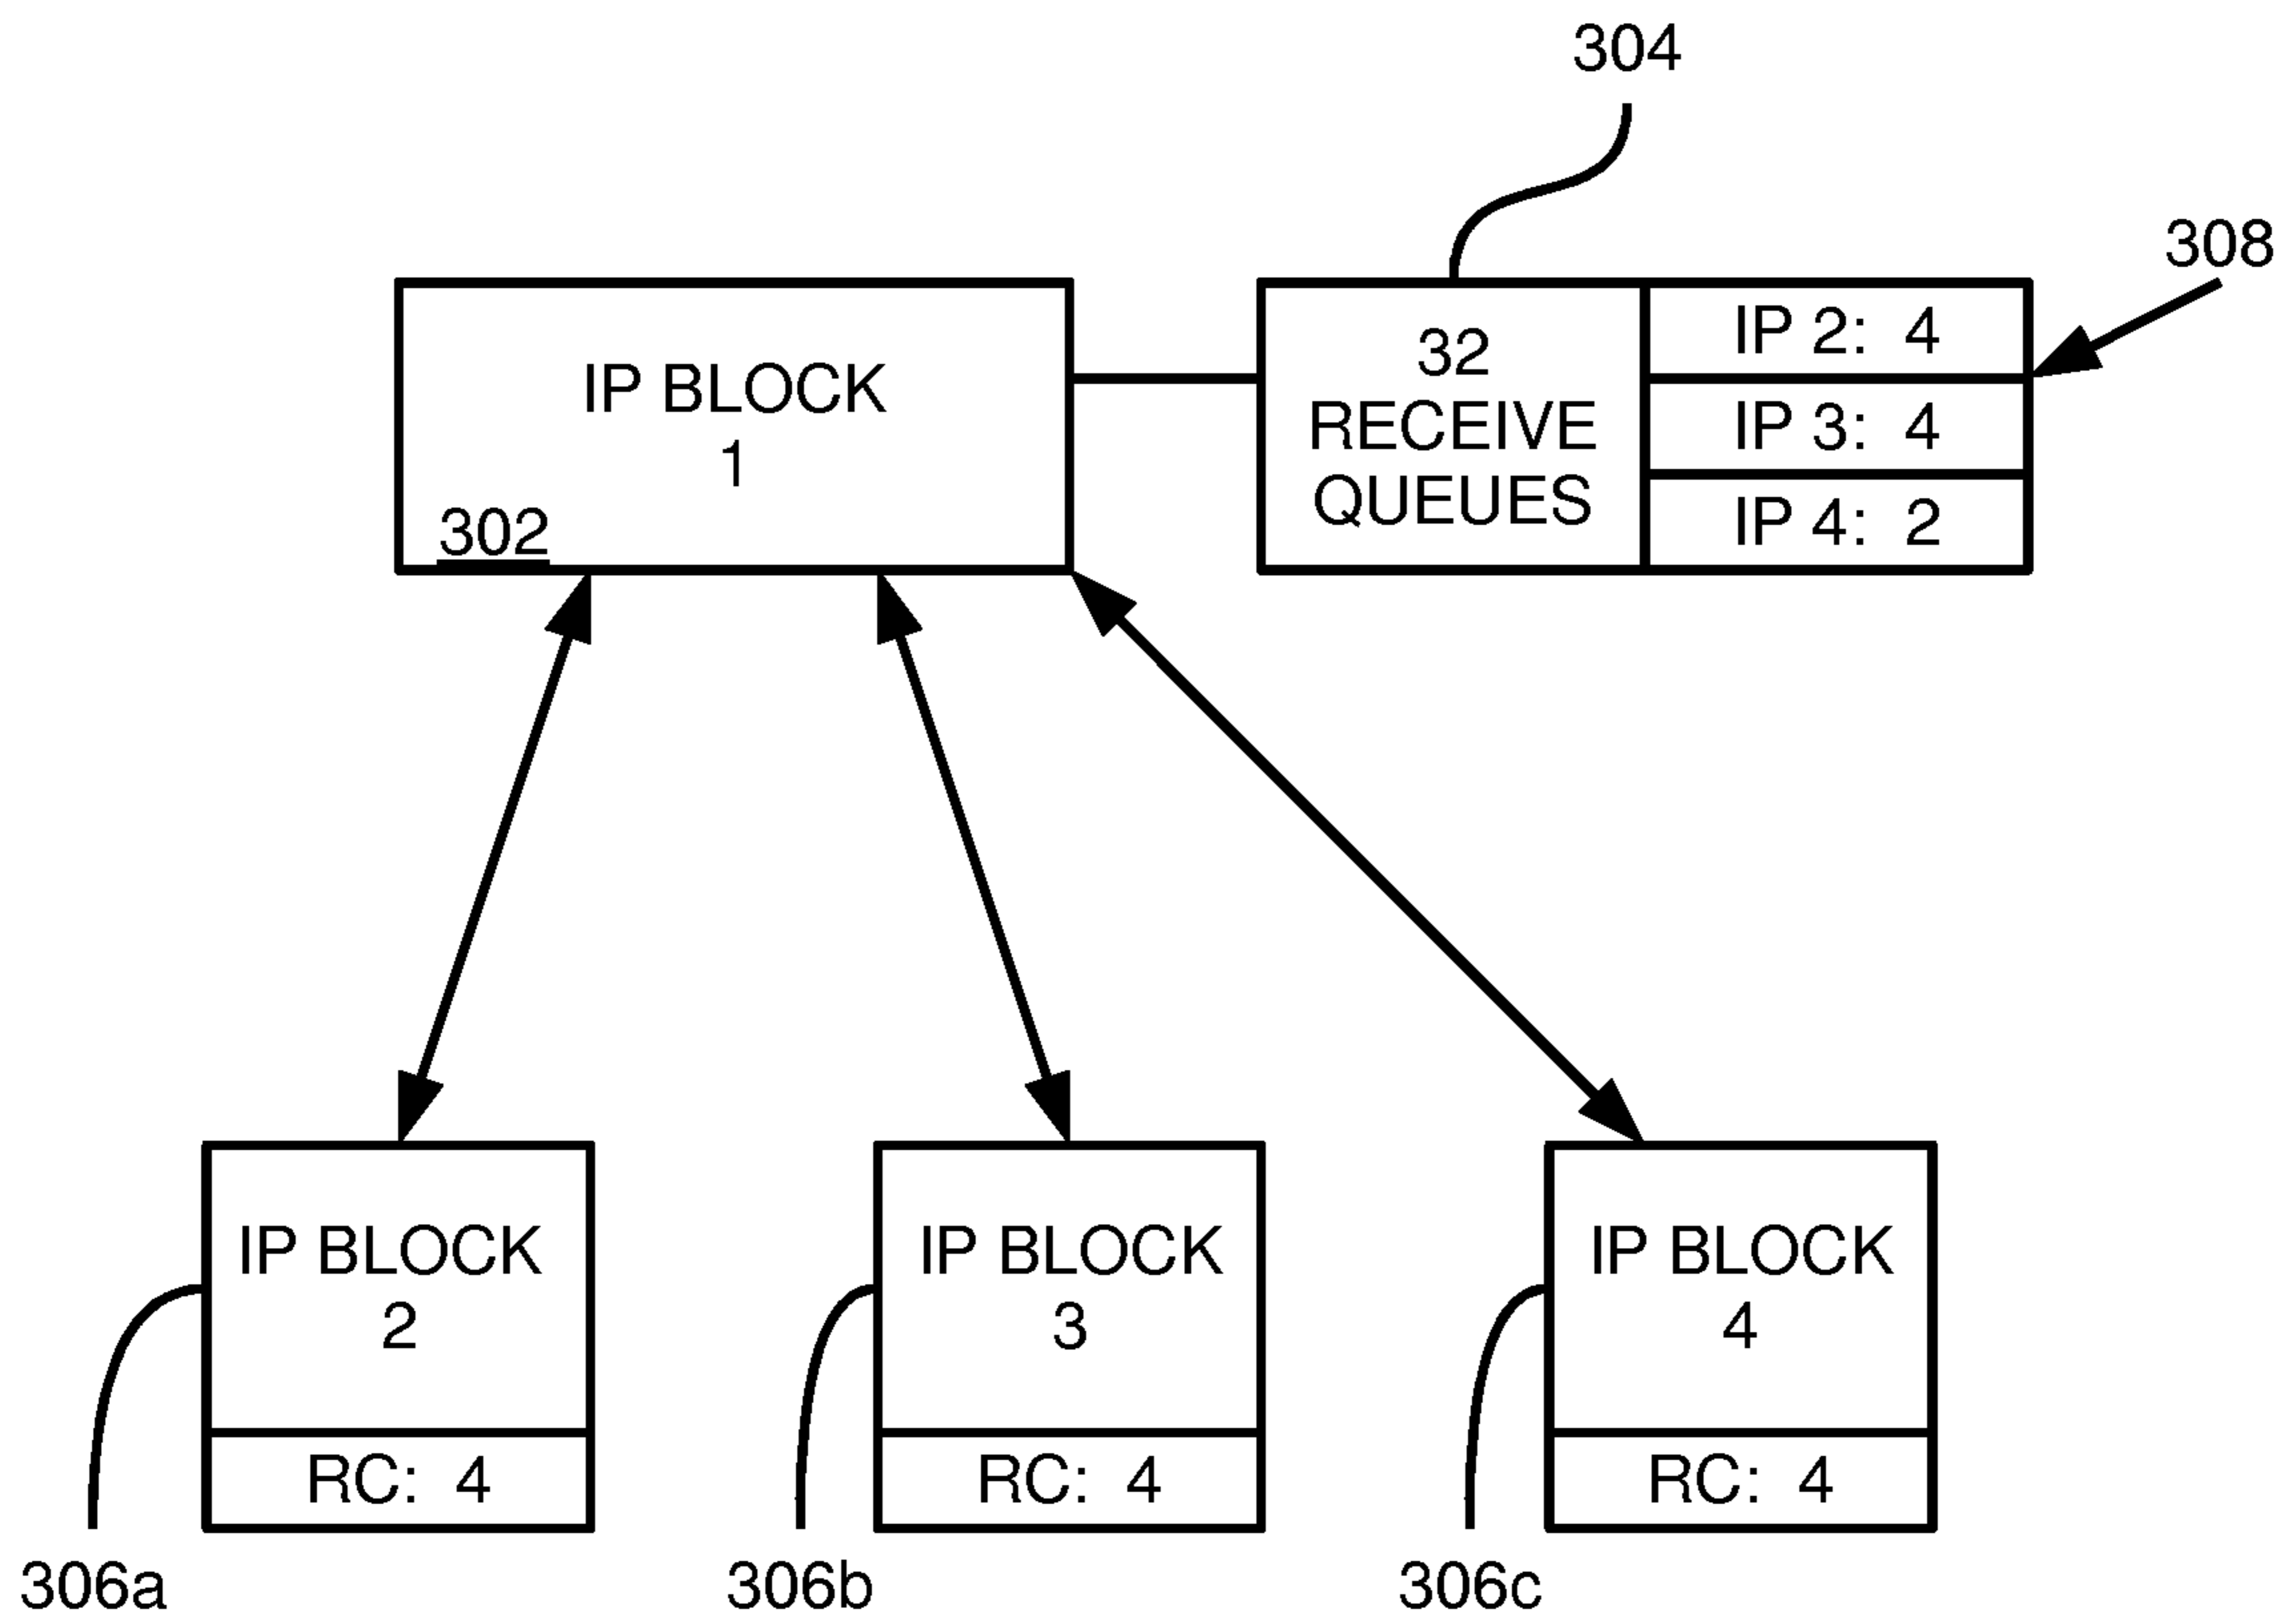 304
308
IP BLOCK
1
302
32
RECEIVE
QUEUES
IP 2: 4
IP 3: 4
IP 4: 2
IP BLOCK
2
RC: 4
IP BLOCK
3
RC: 4
IP BLOCK
4
RC: 4
306a
306b
306c